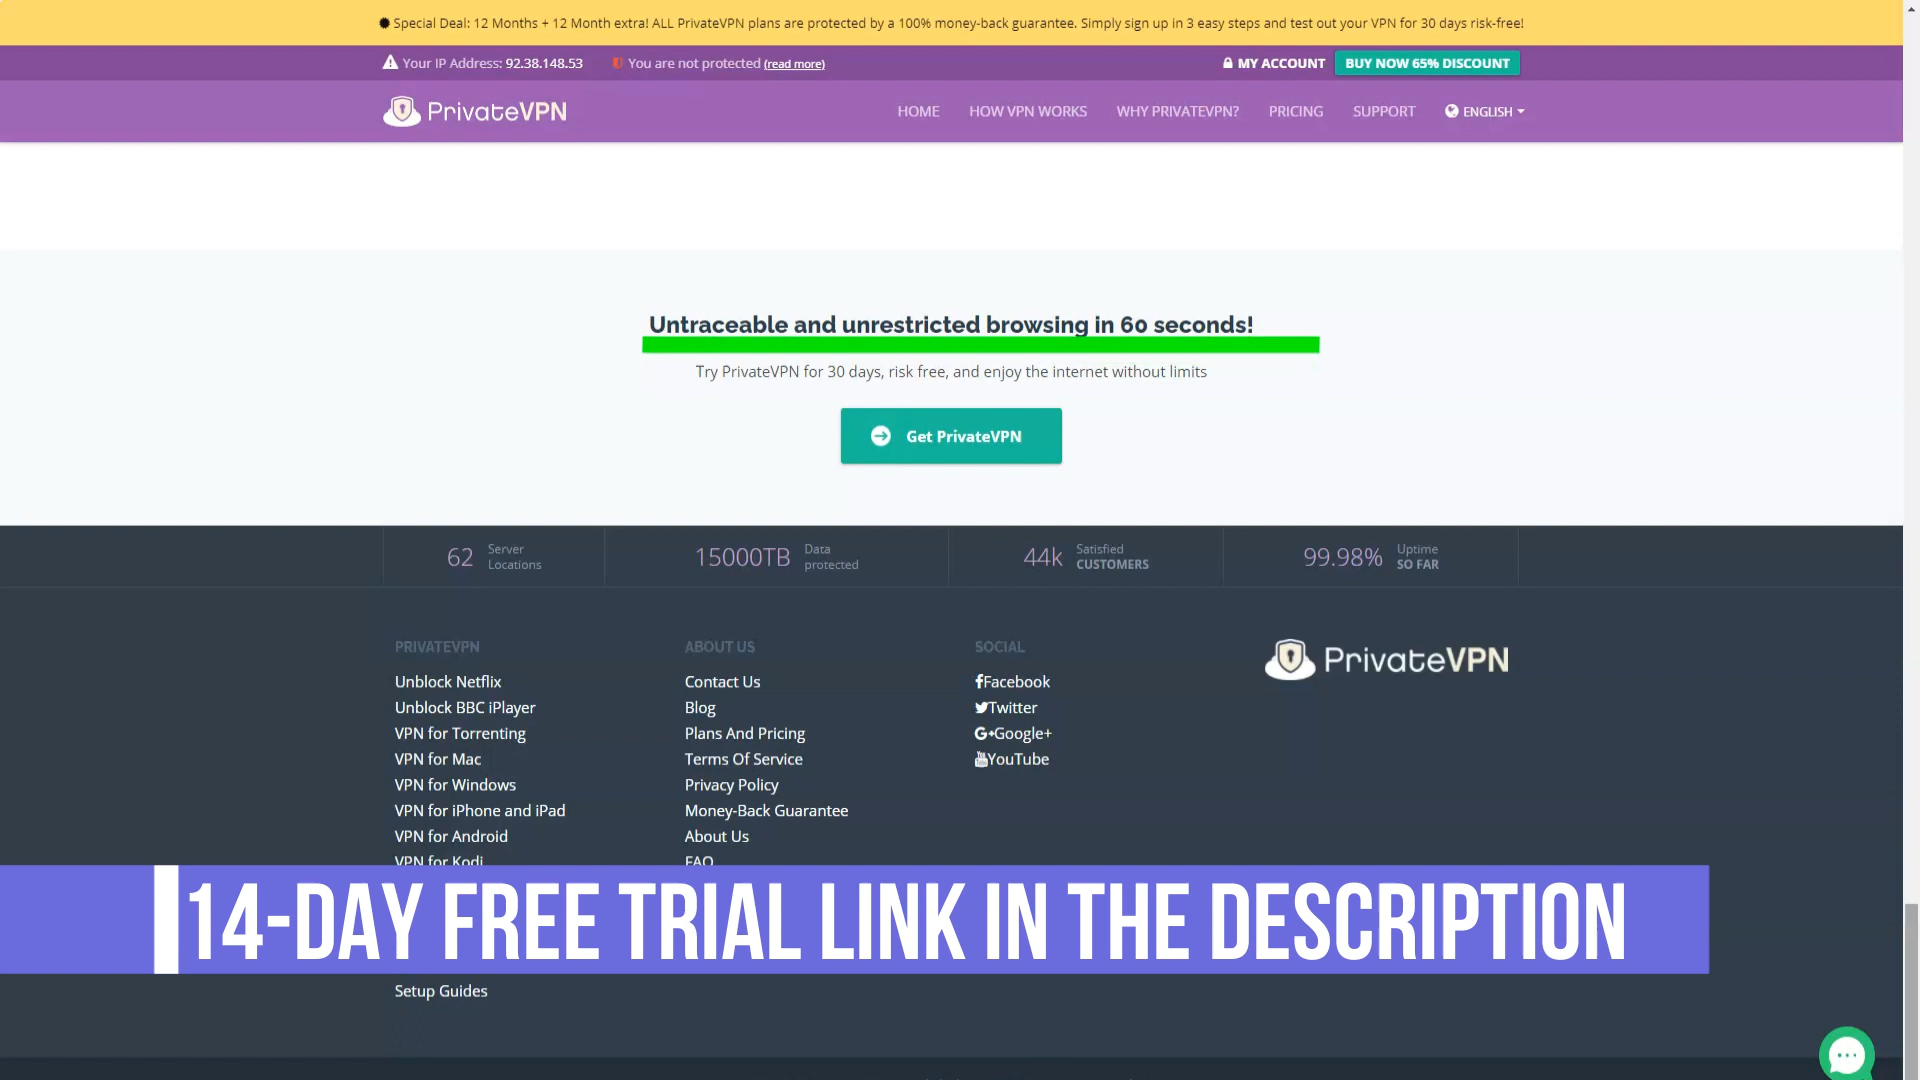 Special Deal: 12 Months + 12 Month extra! ALL PrivateVPN plans are protected by a 100% money-back guarantee. Simply sign up in 3 easy steps and test out your VPN for 30 days risk-free!
Your IP Address: 92.38.148.53 You are not protected (read more) MY ACCOUNT BUY NOW 65% DISCOUNT
PrivateVPN HOME HOW VPN WORKS WHY PRIVATEVPN? PRICING SUPPORT ENGLISH
Untraceable and unrestricted browsing in 60 seconds!
Try PrivateVPN for 30 days, risk free, and enjoy the internet without limits
Get PrivateVPN
62 Server Locations
15000TB Data protected
44k Satisfied CUSTOMERS
99.98% Uptime SO FAR
PRIVATEVPN
Unblock Netflix
Unblock BBC iPlayer
VPN for Torrenting
VPN for Mac
VPN for Windows
VPN for iPhone and iPad
VPN for Android
VPN for Kodi
ABOUT US
Contact Us
Blog
Plans And Pricing
Terms Of Service
Privacy Policy
Money-Back Guarantee
About Us
FAQ
SOCIAL
Facebook
Twitter
Google+
YouTube
PrivateVPN
14-DAY FREE TRIAL LINK IN THE DESCRIPTION
Setup Guides